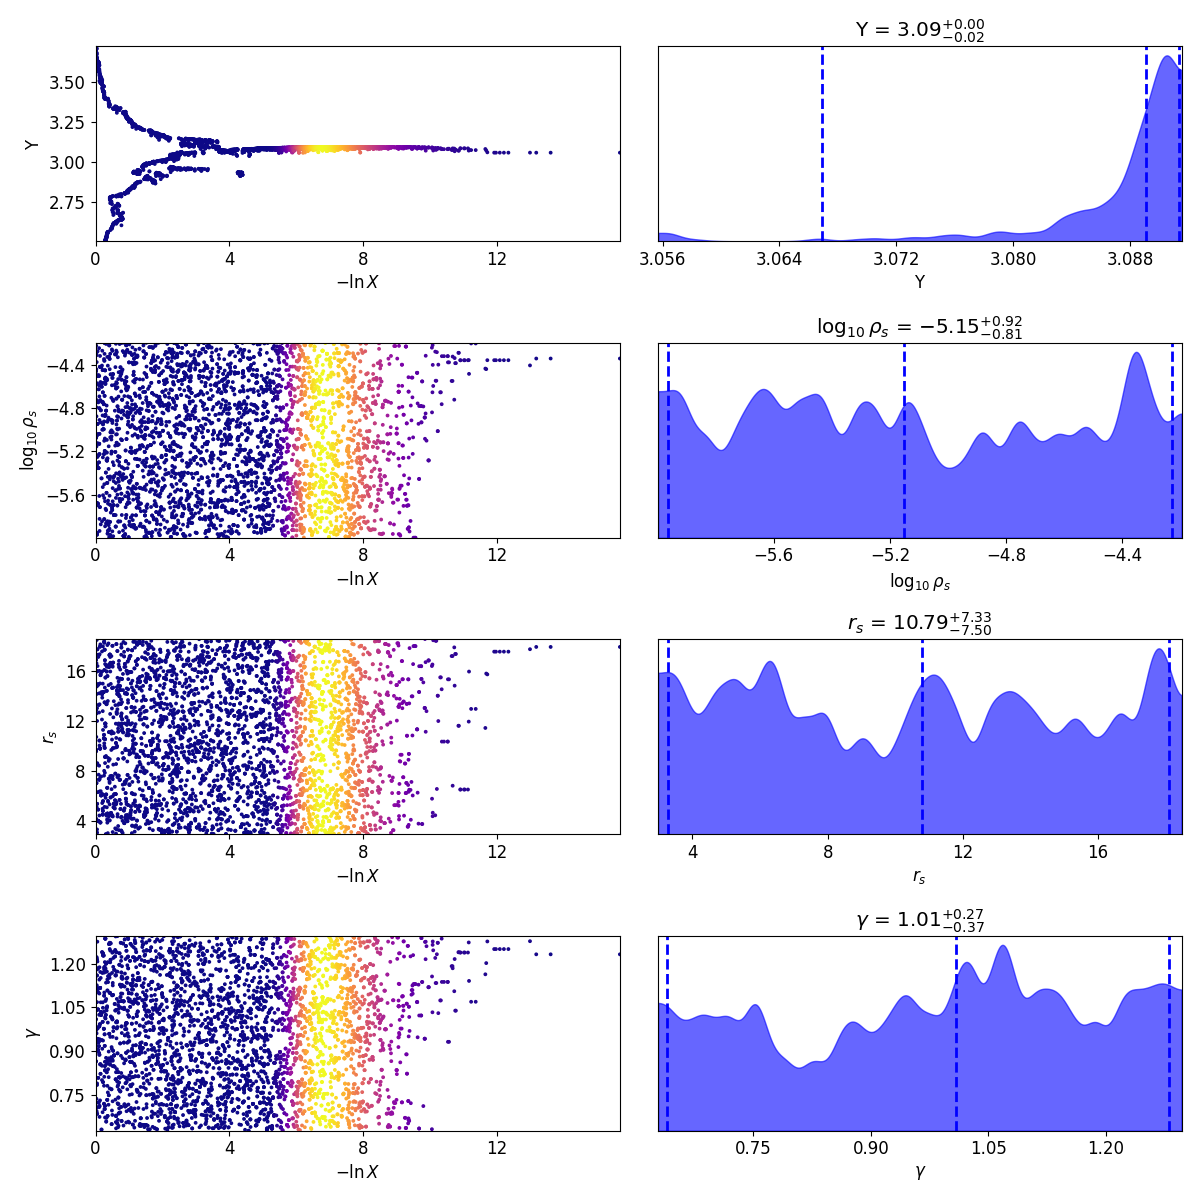 Y = 3.09^{+0.00}_{-0.02}
3.50
3.25
3.00
2.75
Y
0 4 8 12
−ln X
3.056 3.064 3.072 3.080 3.088
Y
log₁₀ ρₛ = −5.15^{+0.92}_{-0.81}
−4.4
−4.8
−5.2
−5.6
log₁₀ ρₛ
0 4 8 12
−ln X
−5.6 −5.2 −4.8 −4.4
log₁₀ ρₛ
rₛ = 10.79^{+7.33}_{-7.50}
16
12
8
4
rₛ
0 4 8 12
−ln X
4 8 12 16
rₛ
γ = 1.01^{+0.27}_{-0.37}
1.20
1.05
0.90
0.75
γ
0 4 8 12
−ln X
0.75 0.90 1.05 1.20
γ